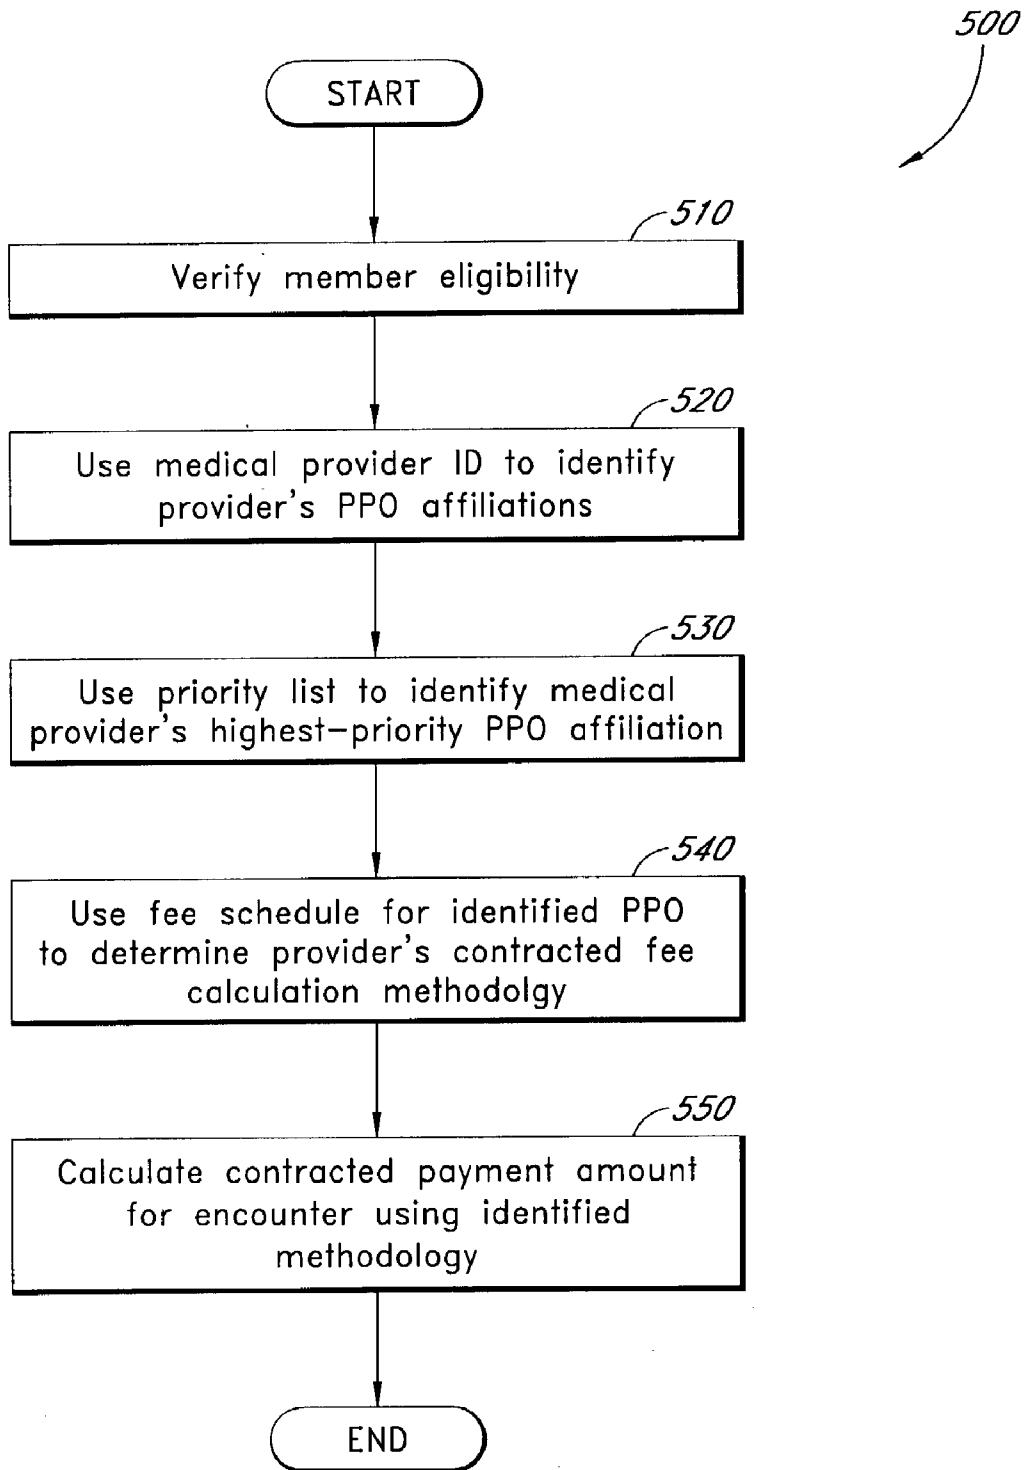 500
START
510
Verify member eligibility
520
Use medical provider ID to identify
provider's PPO affiliations
530
Use priority list to identify medical
provider's highest-priority PPO affiliation
540
Use fee schedule for identified PPO
to determine provider's contracted fee
calculation methodolgy
550
Calculate contracted payment amount
for encounter using identified
methodology
END